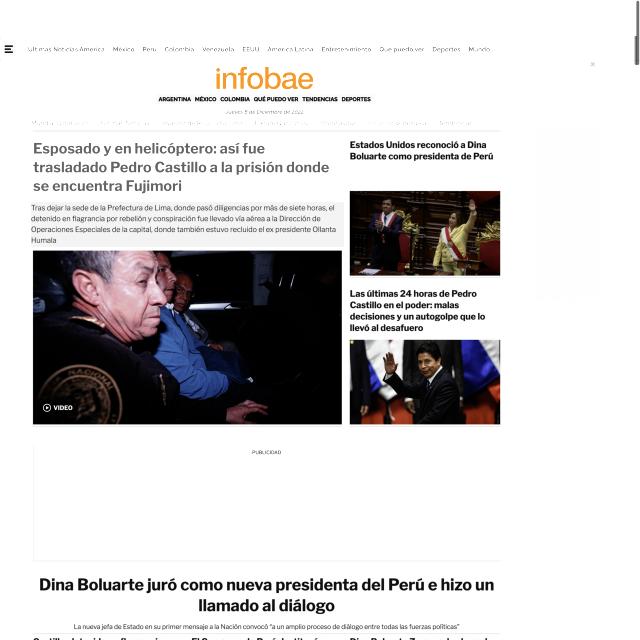 Últimas Noticias América México Perú Colombia Venezuela EEUU América Latina Entretenimiento Que puedo ver Deportes Mundo
infobae
ARGENTINA MÉXICO COLOMBIA QUÉ PUEDO VER TENDENCIAS DEPORTES
Jueves 8 de Diciembre de 2022
Esposado y en helicóptero: así fue
trasladado Pedro Castillo a la prisión donde
se encuentra Fujimori
Tras dejar la sede de la Prefectura de Lima, donde pasó diligencias por más de siete horas, el
detenido en flagrancia por rebelión y conspiración fue llevado vía aérea a la Dirección de
Operaciones Especiales de la capital, donde también estuvo recluido el ex presidente Ollanta
Humala
VIDEO
Estados Unidos reconoció a Dina
Boluarte como presidenta de Perú
Las últimas 24 horas de Pedro
Castillo en el poder: malas
decisiones y un autogolpe que lo
llevó al desafuero
PUBLICIDAD
Dina Boluarte juró como nueva presidenta del Perú e hizo un
llamado al diálogo
La nueva jefa de Estado en su primer mensaje a la Nación convocó "a un amplio proceso de diálogo entre todas las fuerzas políticas"